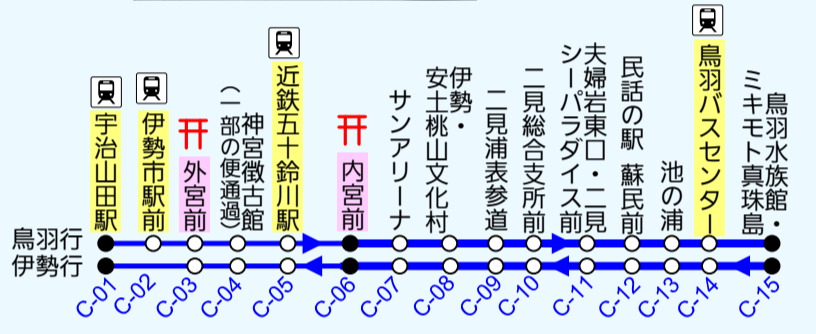 宇治山田駅
伊勢市駅前
外宮前
神宮徴古館
（一部の便通過）
近鉄五十鈴川駅
内宮前
サンアリーナ
伊勢・
安土桃山文化村
二見浦表参道
二見総合支所前
夫婦岩東口・二見
シーパラダイス前
民話の駅 蘇民前
池の浦
鳥羽バスセンター
鳥羽水族館・
ミキモト真珠島
鳥羽行
伊勢行
C-01
C-02
C-03
C-04
C-05
C-06
C-07
C-08
C-09
C-10
C-11
C-12
C-13
C-14
C-15